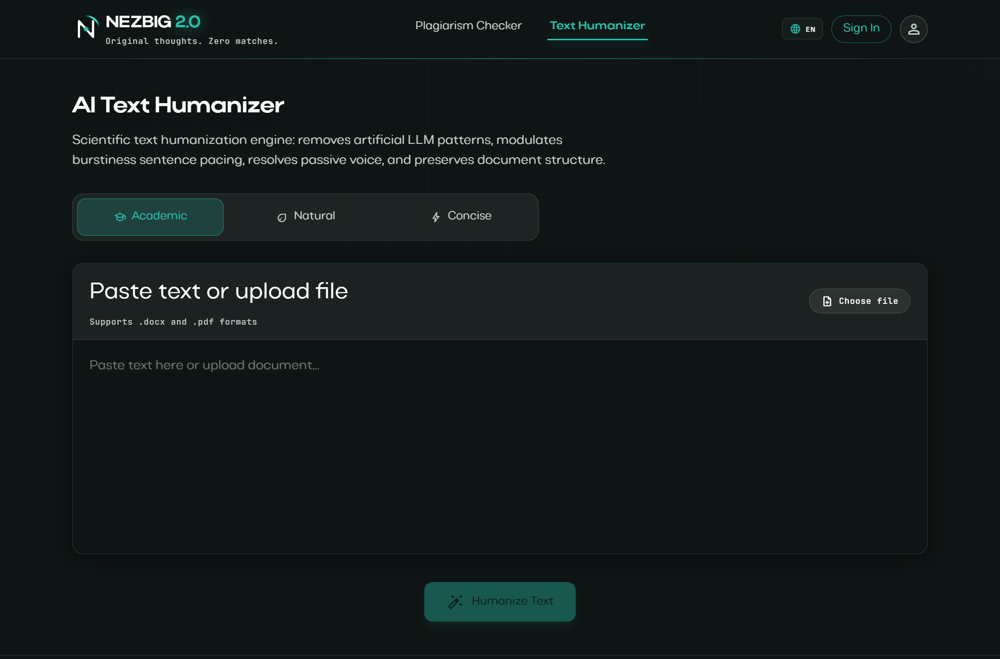 NEZBIG 2.0
Original thoughts. Zero matches.
Plagiarism Checker
Text Humanizer
EN
Sign In
AI Text Humanizer
Scientific text humanization engine: removes artificial LLM patterns, modulates
burstiness sentence pacing, resolves passive voice, and preserves document structure.
Academic
Natural
Concise
Paste text or upload file
Supports .docx and .pdf formats
Choose file
Paste text here or upload document...
Humanize Text